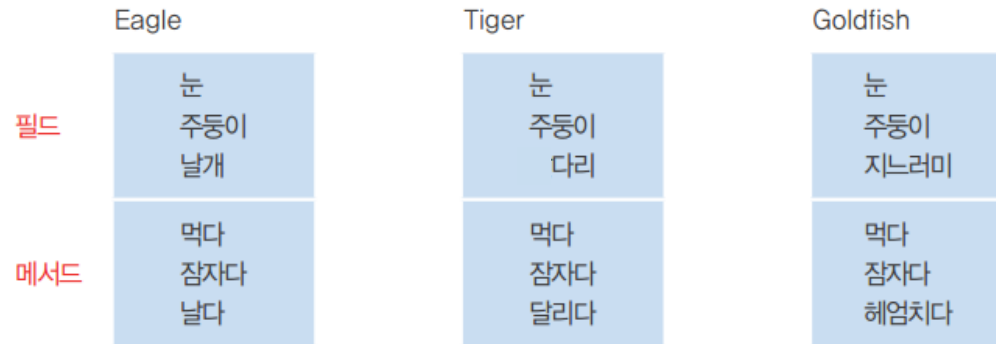 Eagle Tiger Goldfish
눈 눈 눈
필드 주둥이 주둥이 주둥이
날개 다리 지느러미
먹다 먹다 먹다
메서드 잠자다 잠자다 잠자다
날다 달리다 헤엄치다